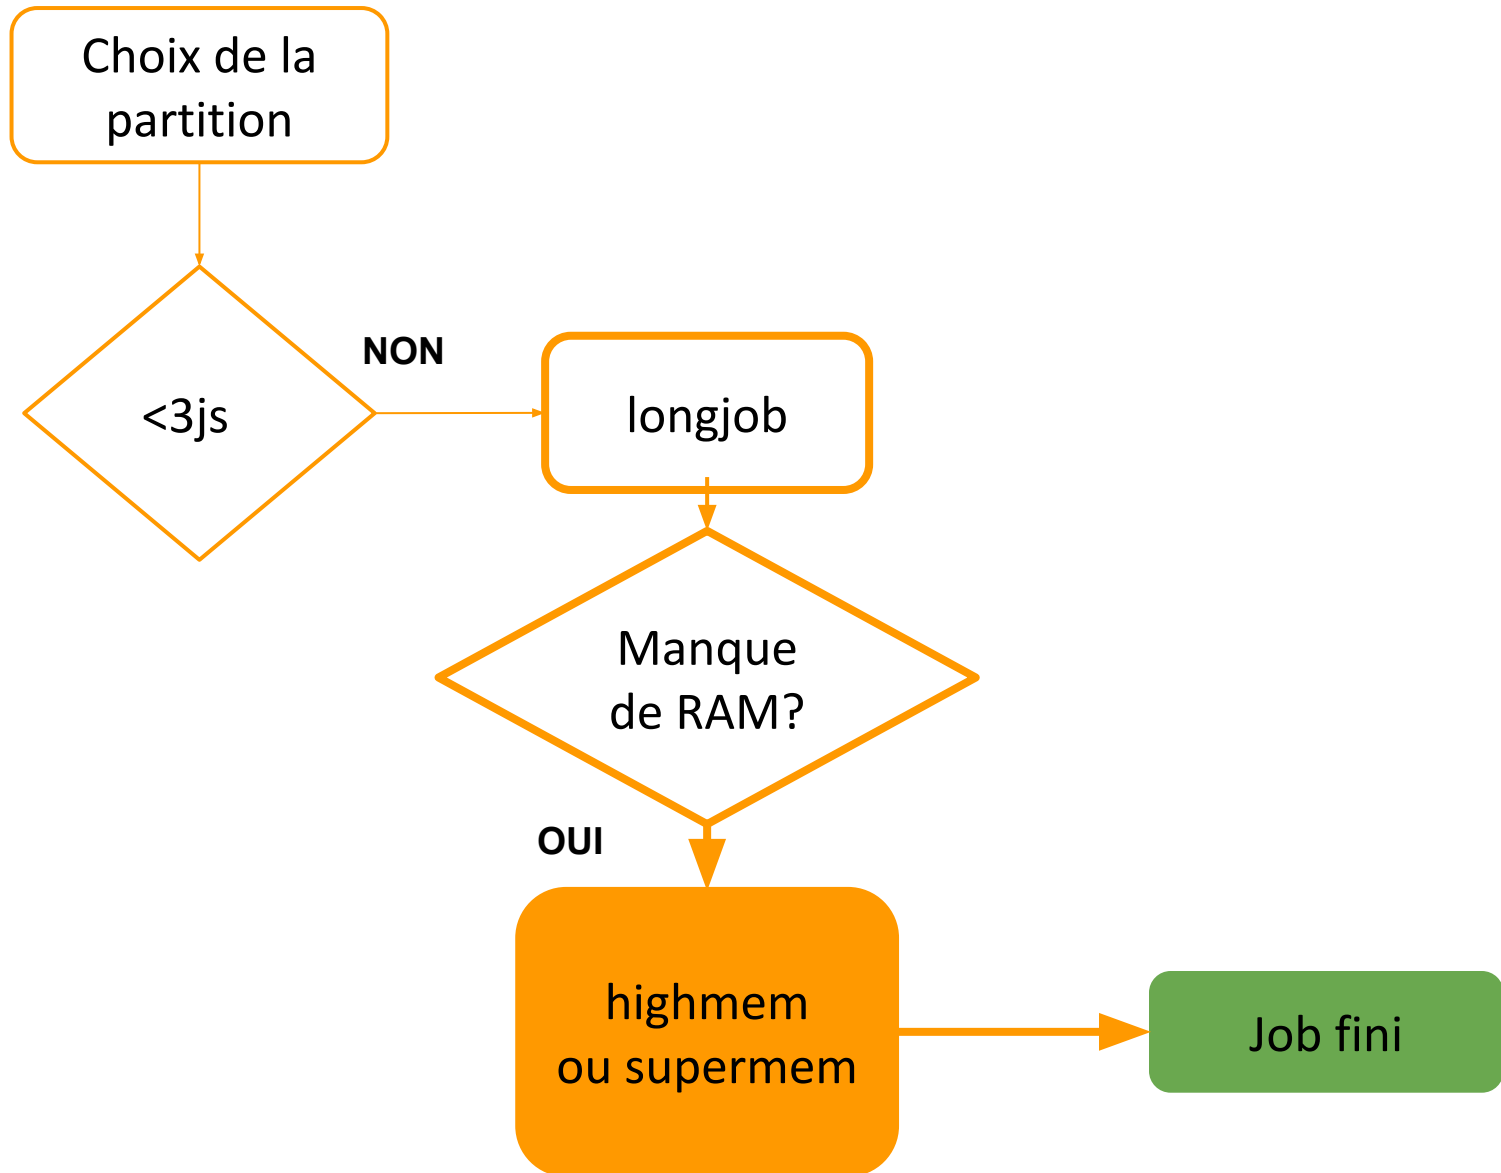 Choix de la
partition
<3js
NON
longjob
Manque
de RAM?
OUI
highmem
ou supermem
Job fini